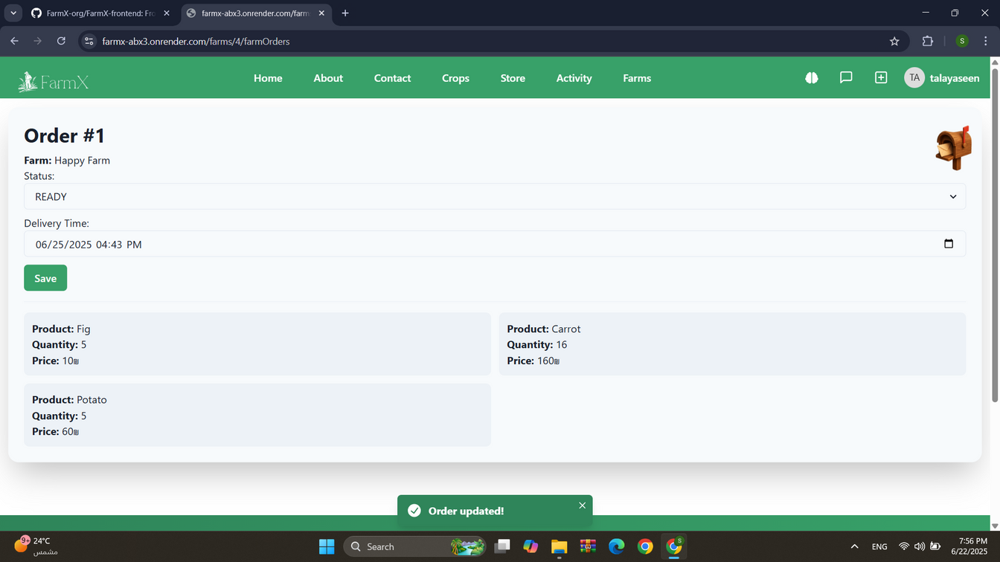 FarmX-org/FarmX-frontend: Fro
farmx-abx3.onrender.com/farm
farmx-abx3.onrender.com/farms/4/farmOrders
S
FarmX
Home
About
Contact
Crops
Store
Activity
Farms
TA
talayaseen
Order #1
Farm: Happy Farm
Status:
READY
Delivery Time:
06/25/2025 04:43 PM
Save
Product: Fig
Quantity: 5
Price: 10₪
Product: Carrot
Quantity: 16
Price: 160₪
Product: Potato
Quantity: 5
Price: 60₪
Order updated!
9+
24°C
مشمس
Search
S
ENG
7:56 PM
6/22/2025